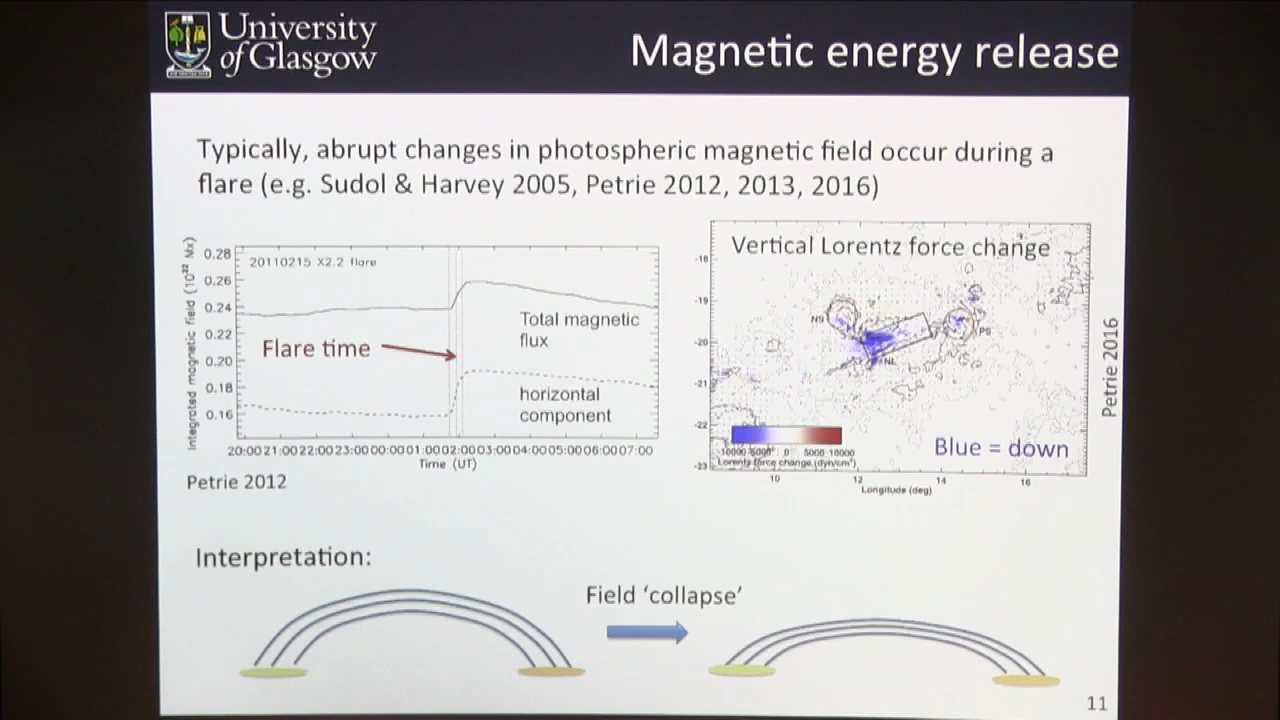 University
of Glasgow
Magnetic energy release
Typically, abrupt changes in photospheric magnetic field occur during a
flare (e.g. Sudol & Harvey 2005, Petrie 2012, 2013, 2016)
Integrated magnetic field (10²² Mx)
0.28
0.26
0.24
0.22
0.20
0.18
0.16
20110215 X2.2 flare
Total magnetic
flux
Flare time
horizontal
component
20:00 21:00 22:00 23:00 00:00 01:00 02:00 03:00 04:00 05:00 06:00 07:00
Time (UT)
Petrie 2012
Vertical Lorentz force change
-18
-19
-20
-21
-22
-23
NS
PS
NL
Blue = down
0 5000 10000
Lorentz force change (dyn/cm²)
10 12 14 16
Longitude (deg)
Petrie 2016
Interpretation:
Field ‘collapse’
11